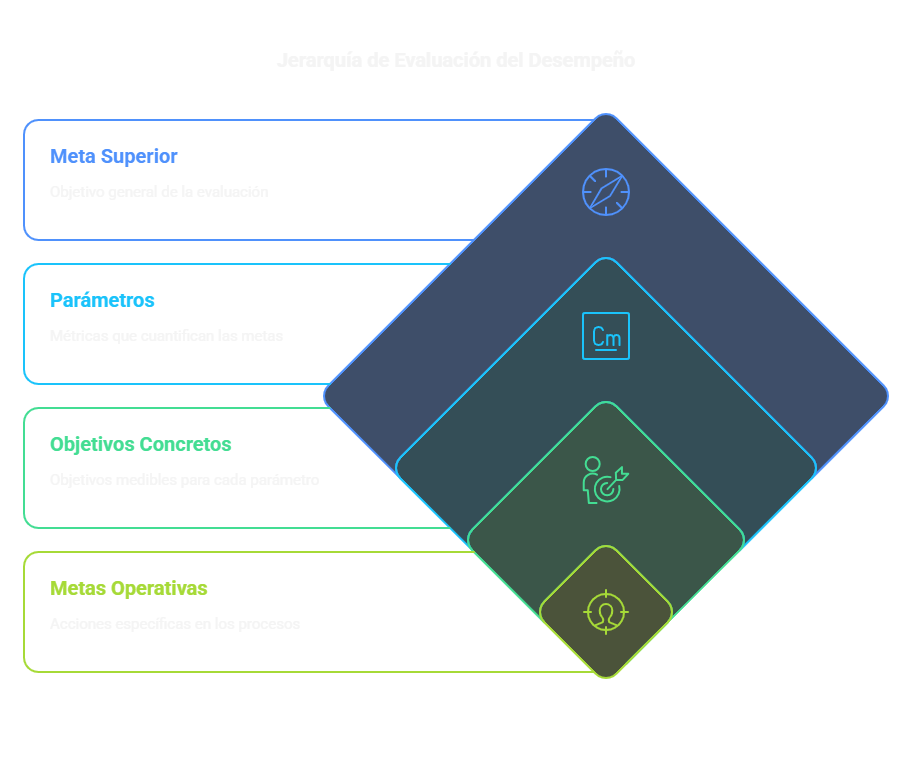 Jerarquía de Evaluación del Desempeño
Meta Superior
Objetivo general de la evaluación
Parámetros
Métricas que cuantifican las metas
Cm
Objetivos Concretos
Objetivos medibles para cada parámetro
Metas Operativas
Acciones específicas en los procesos